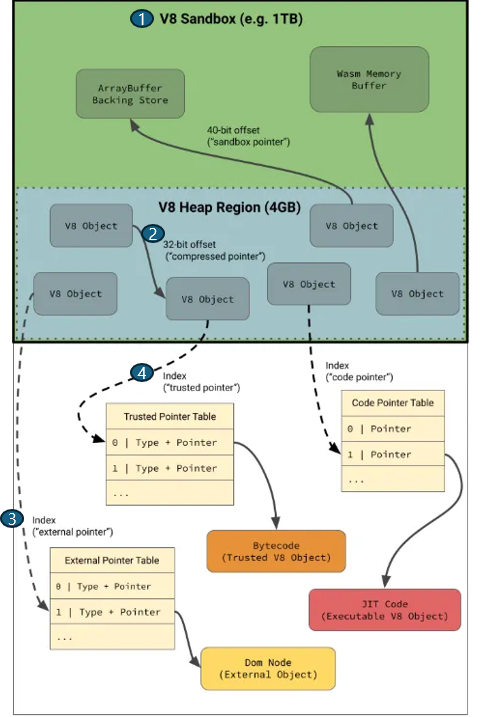 1 V8 Sandbox (e.g. 1TB)
ArrayBuffer
Backing Store
Wasm Memory
Buffer
40-bit offset
("sandbox pointer")
V8 Heap Region (4GB)
V8 Object
V8 Object
2
32-bit offset
("compressed pointer")
V8 Object
V8 Object
V8 Object
V8 Object
4
Index
("trusted pointer")
Index
("code pointer")
Trusted Pointer Table
0 | Type + Pointer
1 | Type + Pointer
...
Code Pointer Table
0 | Pointer
1 | Pointer
...
3
Index
("external pointer")
Bytecode
(Trusted V8 Object)
External Pointer Table
0 | Type + Pointer
1 | Type + Pointer
...
JIT Code
(Executable V8 Object)
Dom Node
(External Object)